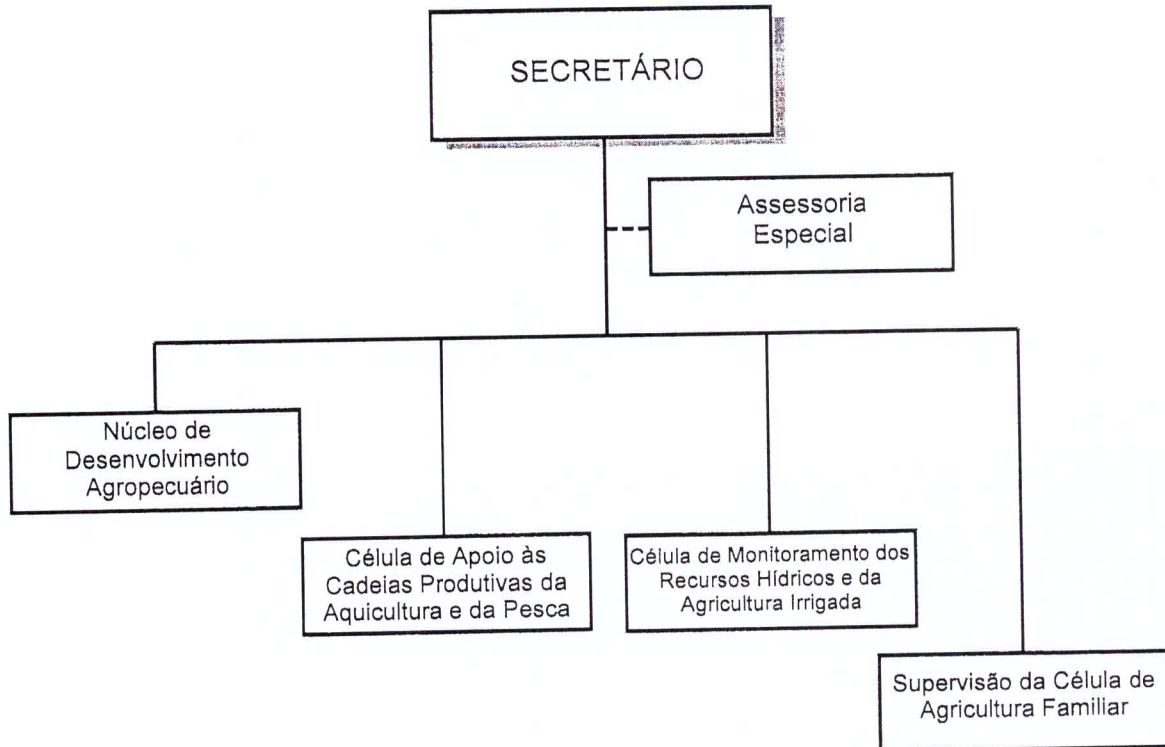 SECRETÁRIO
Assessoria
Especial
Núcleo de
Desenvolvimento
Agropecuário
Célula de Apoio às
Cadeias Produtivas da
Aquicultura e da Pesca
Célula de Monitoramento dos
Recursos Hídricos e da
Agricultura Irrigada
Supervisão da Célula de
Agricultura Familiar